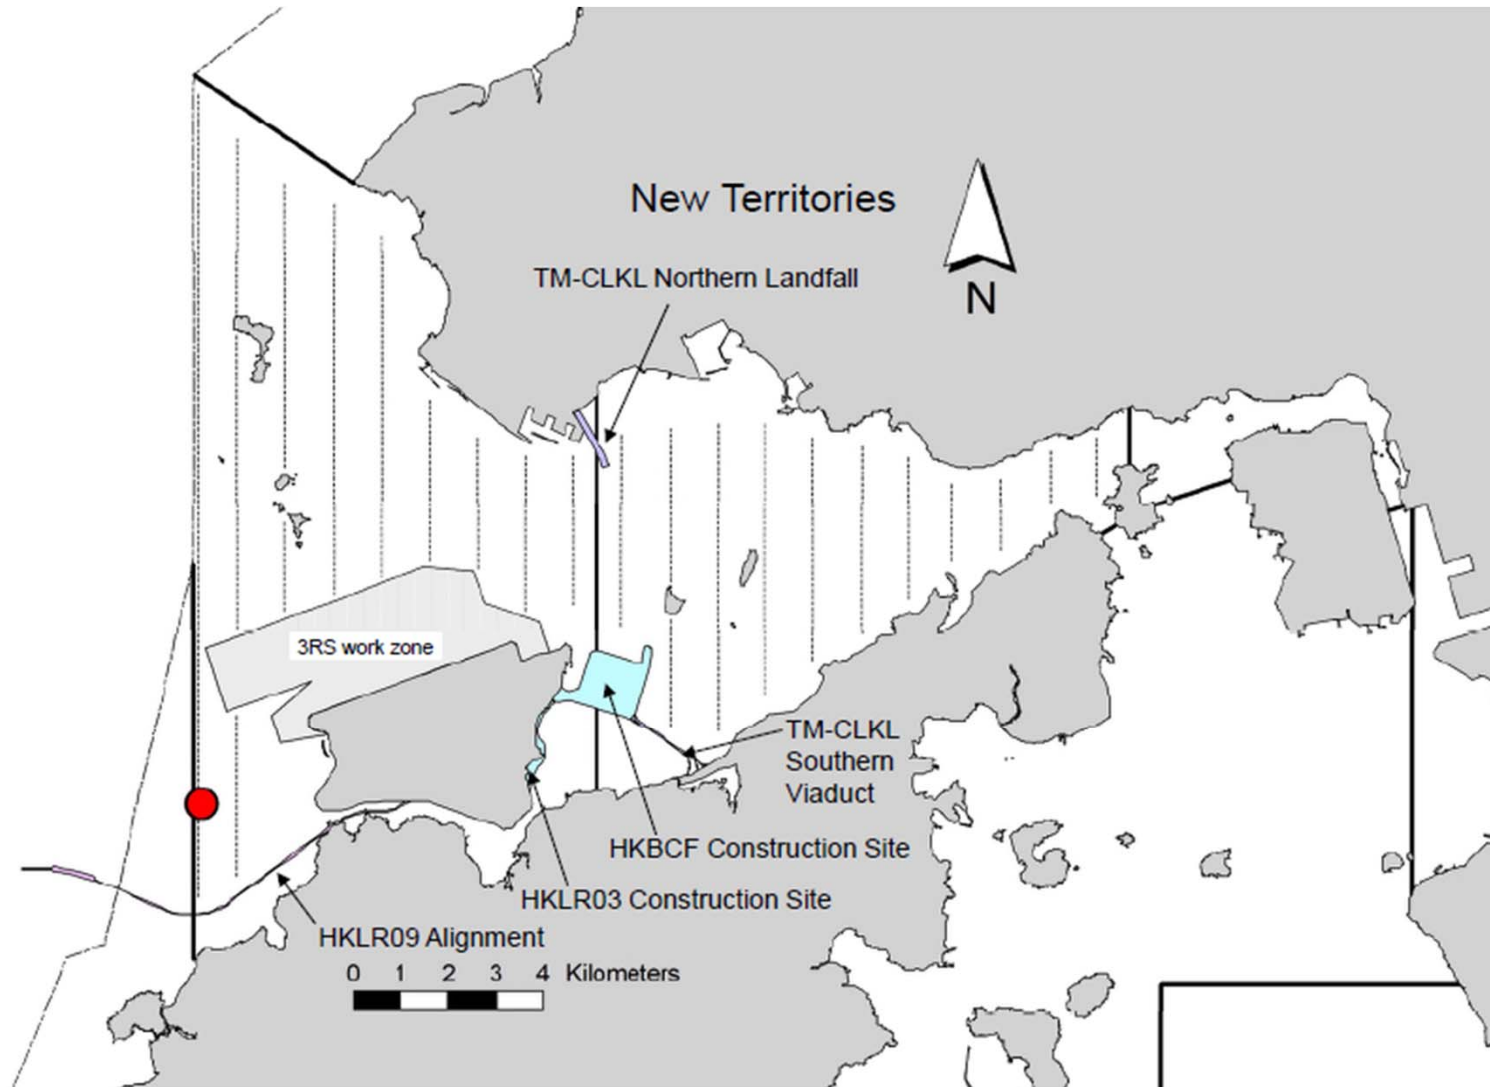 New Territories
TM-CLKL Northern Landfall
N
3RS work zone
TM-CLKL
Southern
Viaduct
HKBCF Construction Site
HKLR03 Construction Site
HKLR09 Alignment
0 1 2 3 4 Kilometers